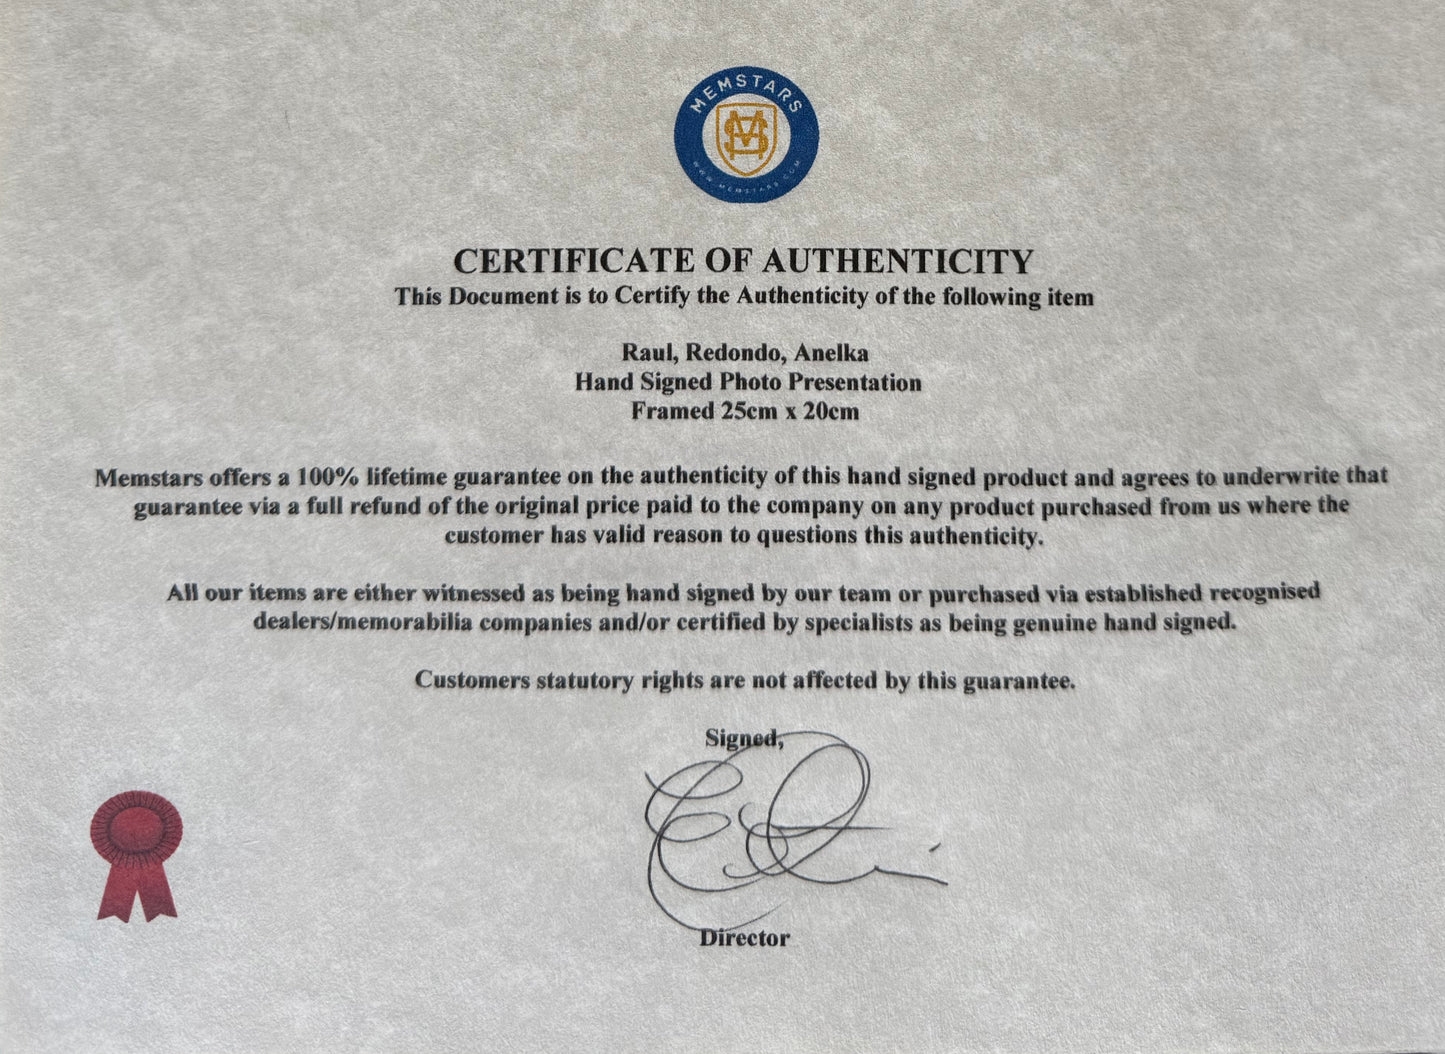 MEMSTARS
MS
WWW.MEMSTARS.COM
CERTIFICATE OF AUTHENTICITY
This Document is to Certify the Authenticity of the following item
Raul, Redondo, Anelka
Hand Signed Photo Presentation
Framed 25cm x 20cm
Memstars offers a 100% lifetime guarantee on the authenticity of this hand signed product and agrees to underwrite that
guarantee via a full refund of the original price paid to the company on any product purchased from us where the
customer has valid reason to questions this authenticity.
All our items are either witnessed as being hand signed by our team or purchased via established recognised
dealers/memorabilia companies and/or certified by specialists as being genuine hand signed.
Customers statutory rights are not affected by this guarantee.
Signed,
Director